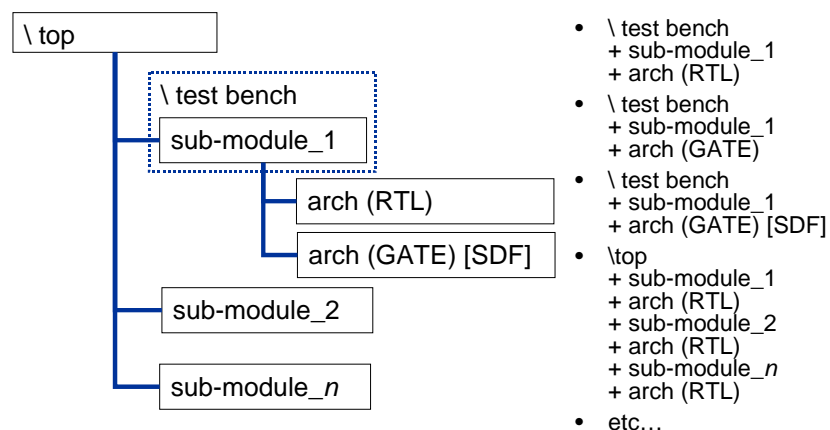 \ top
\ test bench
sub-module_1
arch (RTL)
arch (GATE) [SDF]
sub-module_2
sub-module_n
• \ test bench
+ sub-module_1
+ arch (RTL)
• \ test bench
+ sub-module_1
+ arch (GATE)
• \ test bench
+ sub-module_1
+ arch (GATE) [SDF]
• \top
+ sub-module_1
+ arch (RTL)
+ sub-module_2
+ arch (RTL)
+ sub-module_n
+ arch (RTL)
• etc…